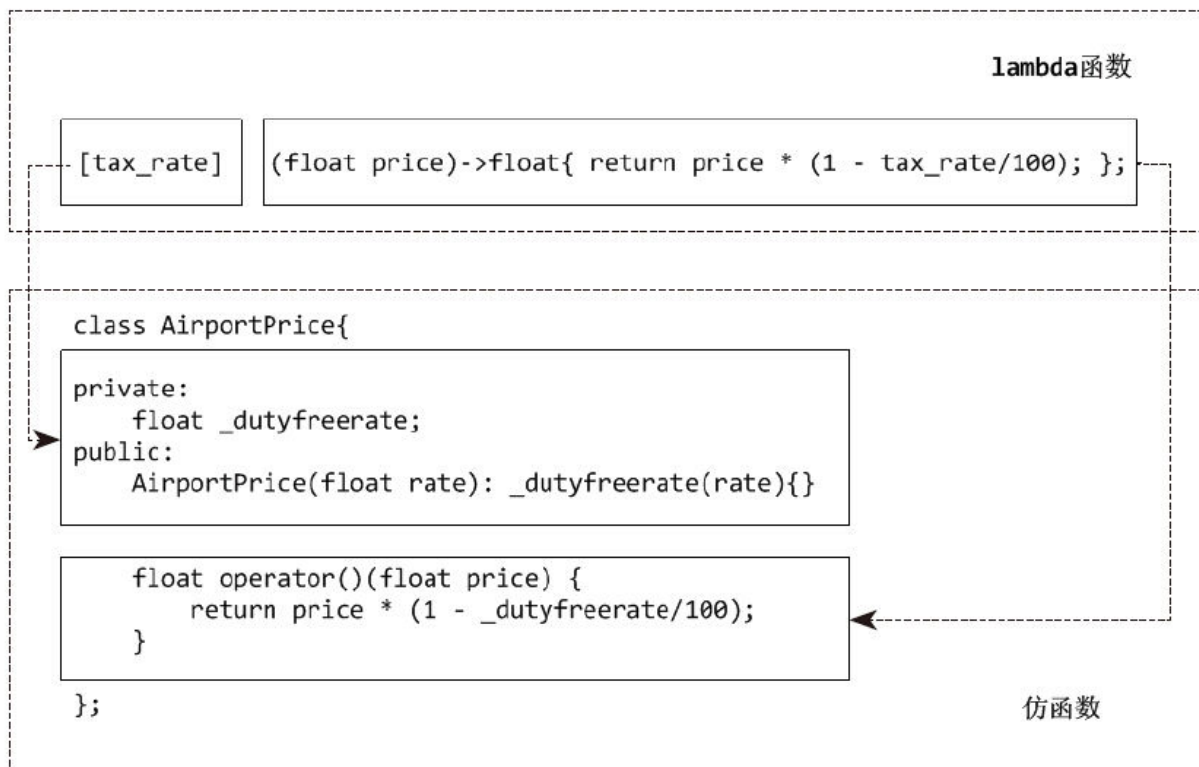 lambda函数
[tax_rate] (float price)->float{ return price * (1 - tax_rate/100); };
class AirportPrice{
private:
    float _dutyfreerate;
public:
    AirportPrice(float rate): _dutyfreerate(rate){}
    float operator()(float price) {
        return price * (1 - _dutyfreerate/100);
    }
};
仿函数